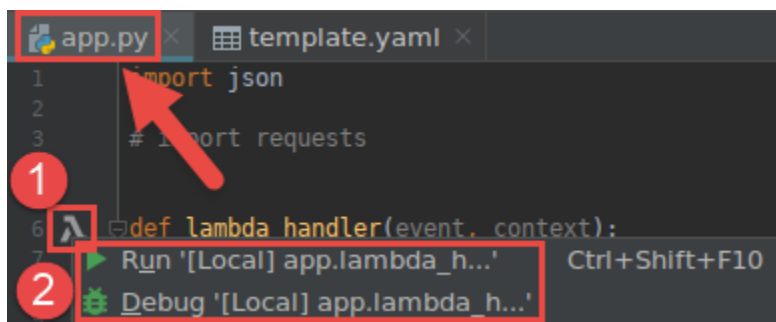 app.py template.yaml
1 import json
2
3 # import requests
1
6 def lambda_handler(event, context):
7 Run '[Local] app.lambda_h...' Ctrl+Shift+F10
2 Debug '[Local] app.lambda_h...'